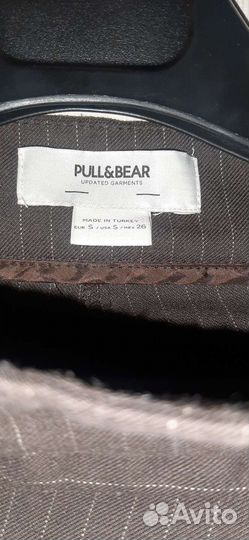 PULL&BEAR
UPDATED GARMENTS
MADE IN TURKEY
EUR S / USA S / MEX 26
Avito